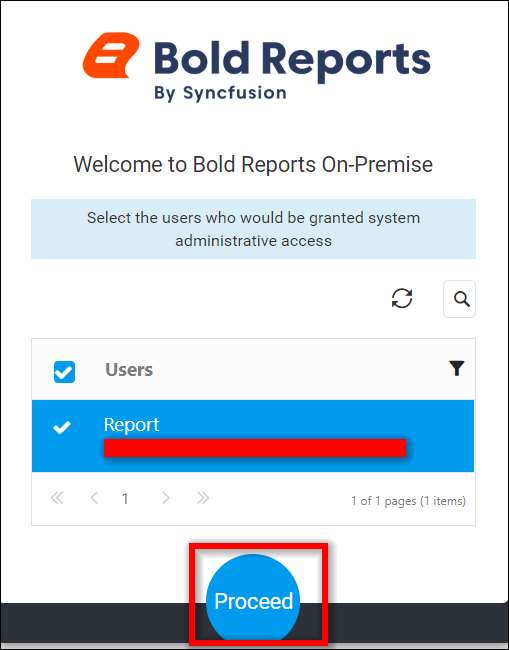 Bold Reports
By Syncfusion
Welcome to Bold Reports On-Premise
Select the users who would be granted system
administrative access
Users
Report
1
1 of 1 pages (1 items)
Proceed